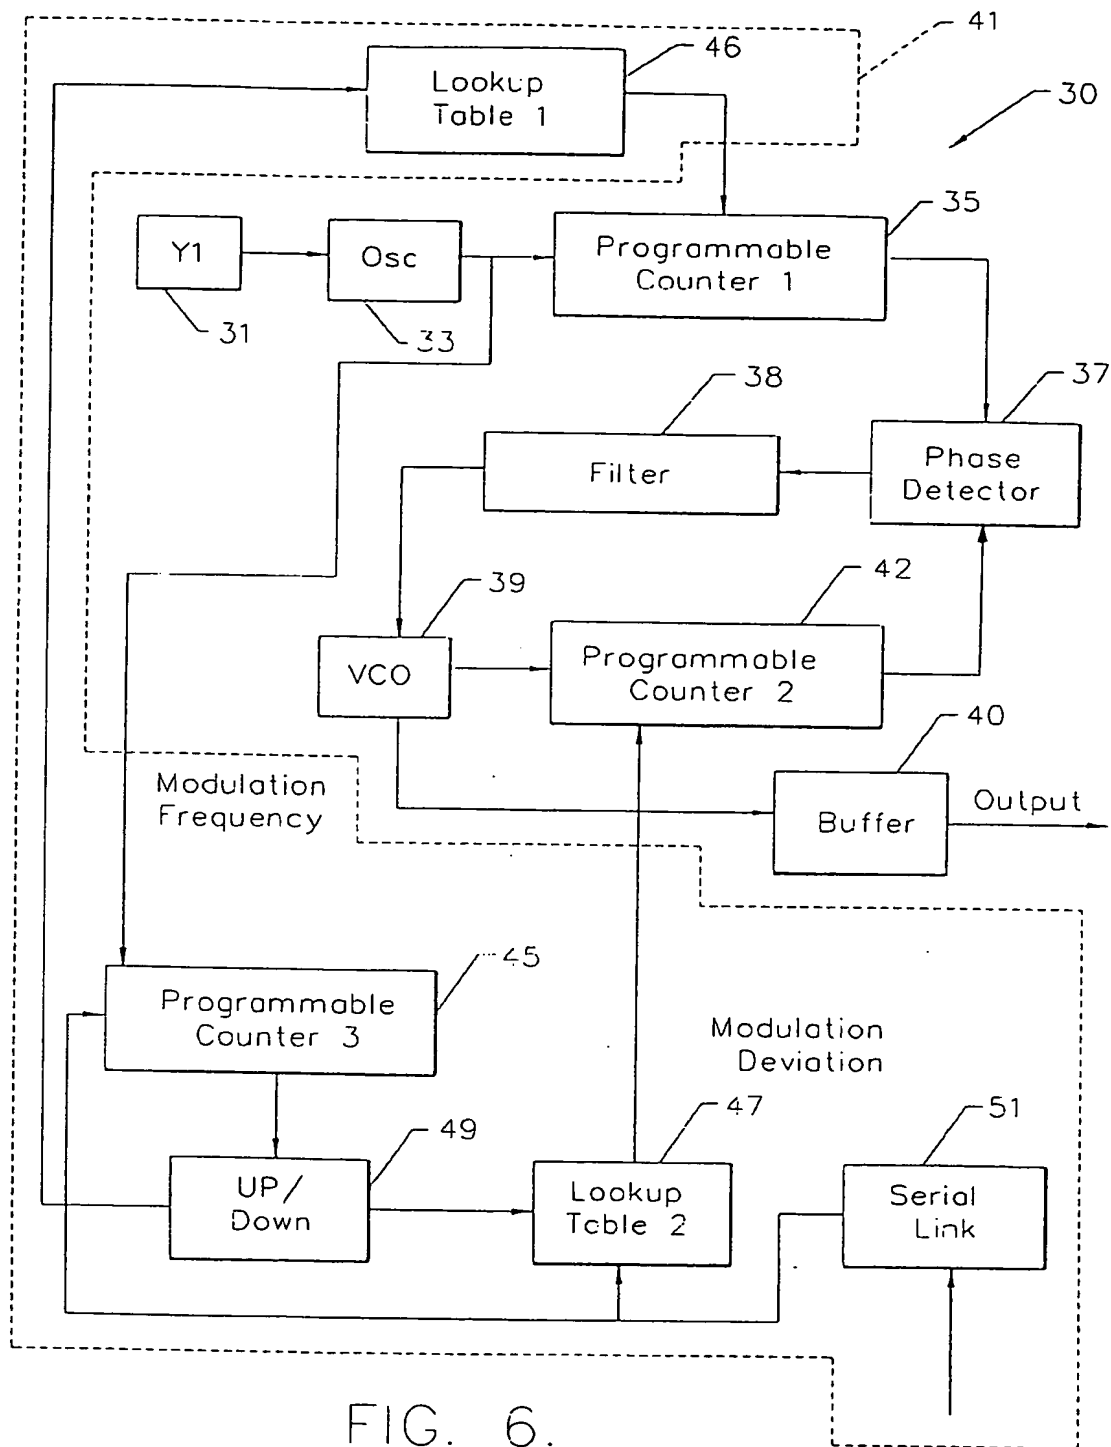 41
46
Lookup
Table 1
30
35
Y1
Osc
Programmable
Counter 1
31
33
38
37
Filter
Phase
Detector
39
42
VCO
Programmable
Counter 2
40
Modulation
Frequency
Buffer
Output
45
Programmable
Counter 3
Modulation
Deviation
47
51
49
UP/
Down
Lookup
Table 2
Serial
Link
FIG. 6.